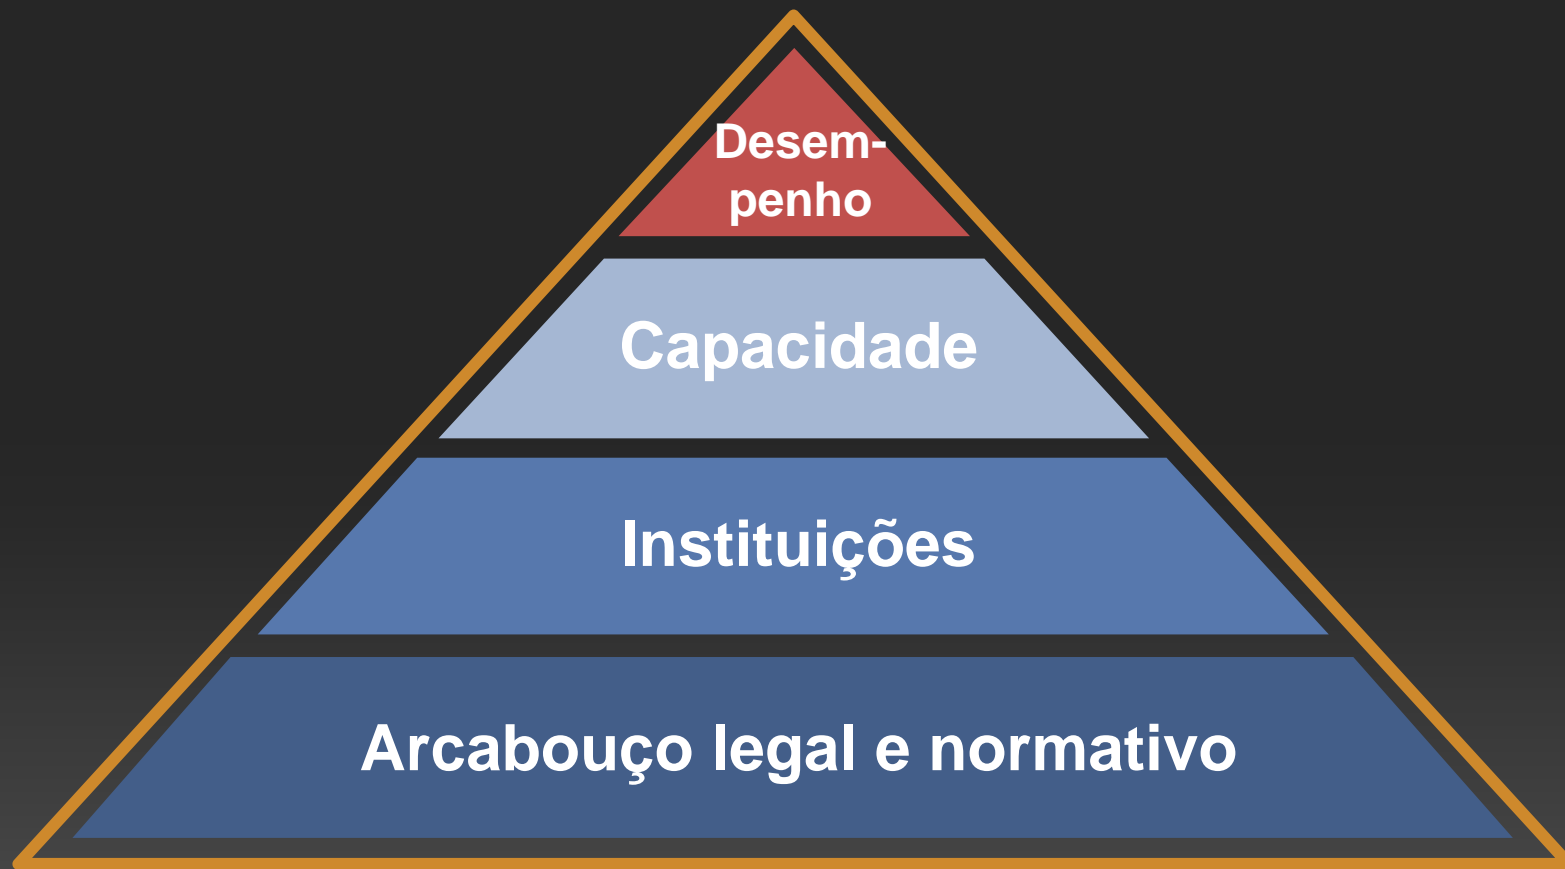 Desem-
penho
Capacidade
Instituições
Arcabouço legal e normativo